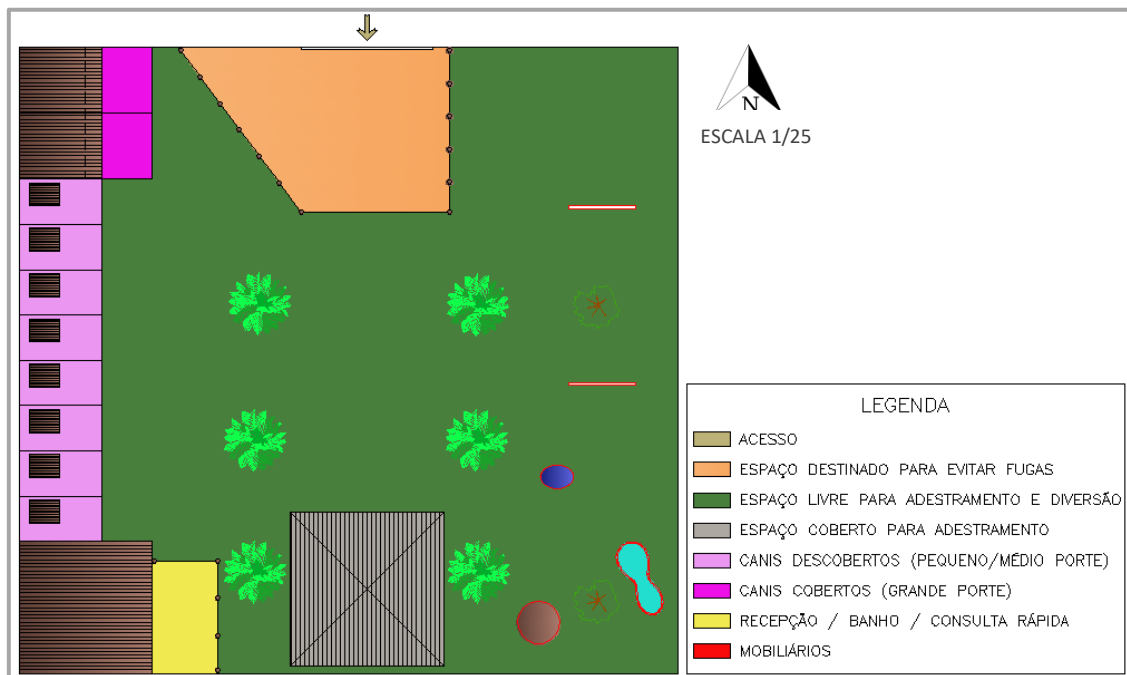 N
ESCALA 1/25
LEGENDA
ACESSO
ESPAÇO DESTINADO PARA EVITAR FUGAS
ESPAÇO LIVRE PARA ADESTRAMENTO E DIVERSÃO
ESPAÇO COBERTO PARA ADESTRAMENTO
CANIS DESCOBERTOS (PEQUENO/MÉDIO PORTE)
CANIS COBERTOS (GRANDE PORTE)
RECEPÇÃO / BANHO / CONSULTA RÁPIDA
MOBILIÁRIOS